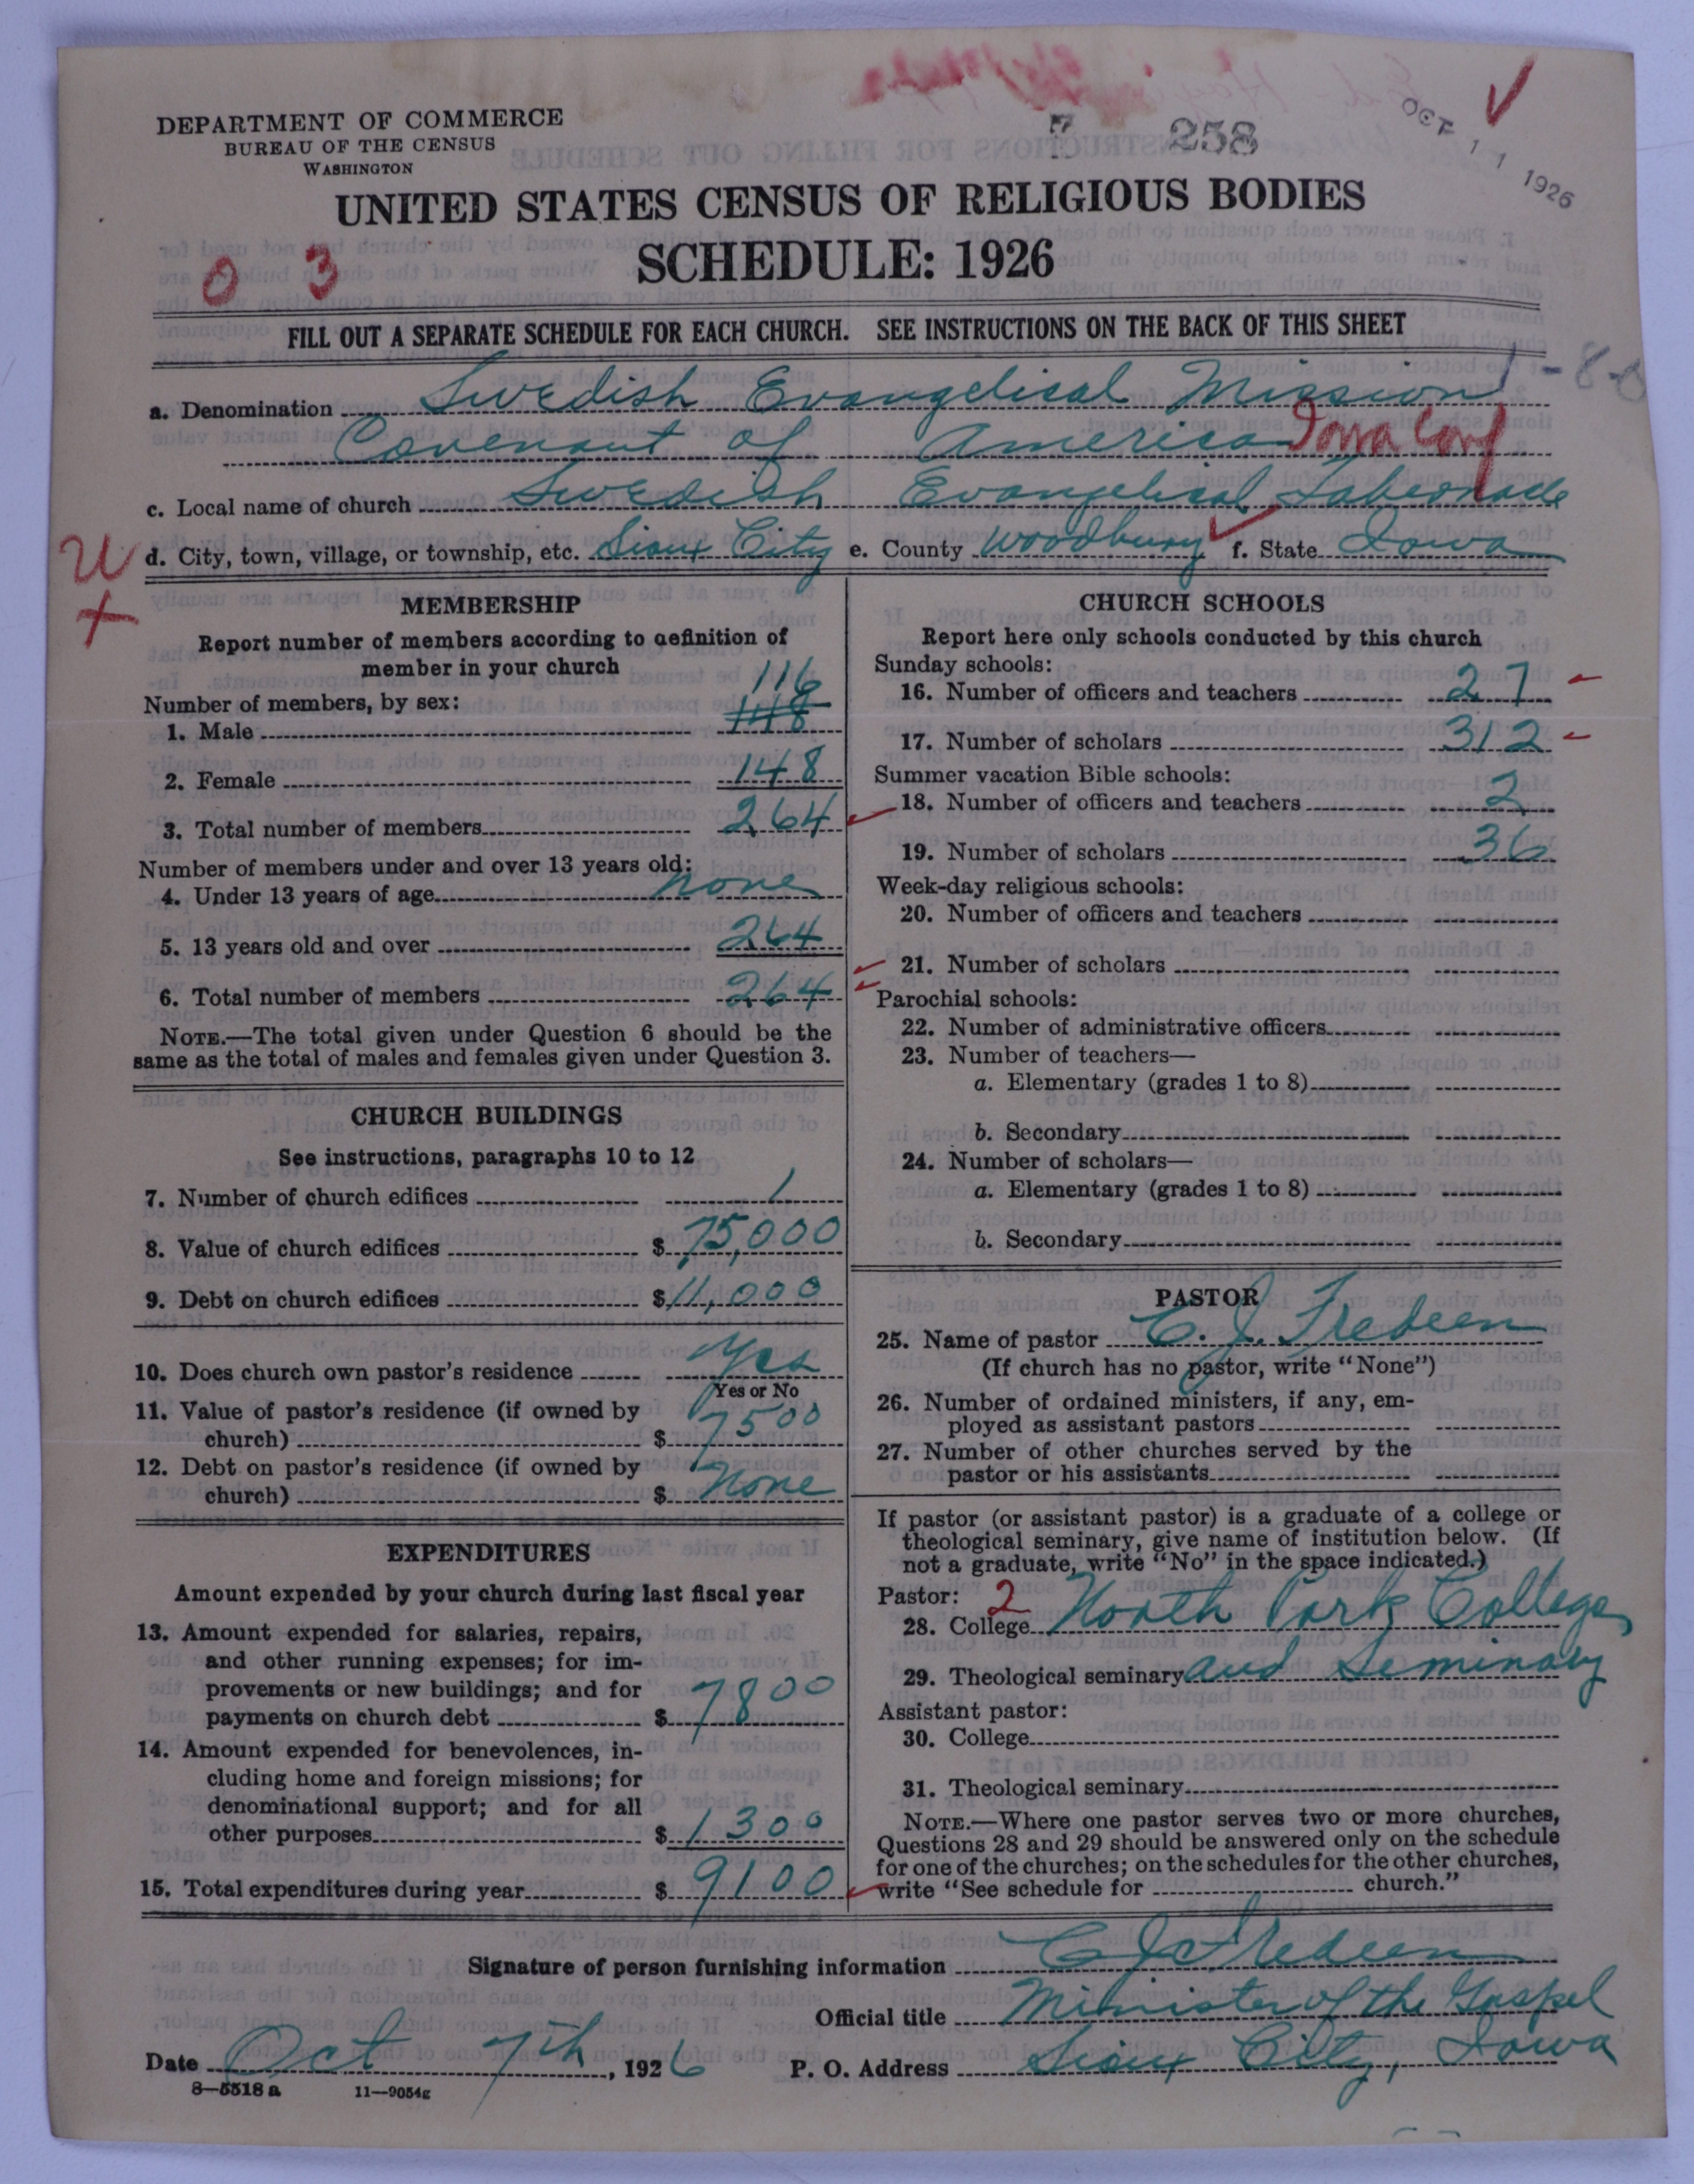 DEPARTMENT OF COMMERCE
BUREAU OF THE CENSUS
WASHINGTON
7 258
OCT 11 1926
UNITED STATES CENSUS OF RELIGIOUS BODIES
SCHEDULE: 1926
0 3
FILL OUT A SEPARATE SCHEDULE FOR EACH CHURCH. SEE INSTRUCTIONS ON THE BACK OF THIS SHEET
a. Denomination Swedish Evangelical Mission
Covenant of America Iowa Conf
c. Local name of church Swedish Evangelical Tabernacle
U d. City, town, village, or township, etc. Sioux City e. County Woodbury f. State Iowa
MEMBERSHIP
Report number of members according to definition of
member in your church
116
Number of members, by sex:
1. Male 148
2. Female 148
3. Total number of members 264
Number of members under and over 13 years old:
4. Under 13 years of age none
5. 13 years old and over 264
6. Total number of members 264
NOTE.—The total given under Question 6 should be the
same as the total of males and females given under Question 3.
CHURCH BUILDINGS
See instructions, paragraphs 10 to 12
7. Number of church edifices 1
8. Value of church edifices $ 75,000
9. Debt on church edifices $ 11,000
10. Does church own pastor's residence Yes
Yes or No
11. Value of pastor's residence (if owned by
church) $ 7500
12. Debt on pastor's residence (if owned by
church) $ None
EXPENDITURES
Amount expended by your church during last fiscal year
13. Amount expended for salaries, repairs,
and other running expenses; for im-
provements or new buildings; and for
payments on church debt $ 7800
14. Amount expended for benevolences, in-
cluding home and foreign missions; for
denominational support; and for all
other purposes $ 1300
15. Total expenditures during year $ 9100
CHURCH SCHOOLS
Report here only schools conducted by this church
Sunday schools:
16. Number of officers and teachers 27
17. Number of scholars 312
Summer vacation Bible schools:
18. Number of officers and teachers 2
19. Number of scholars 36
Week-day religious schools:
20. Number of officers and teachers
21. Number of scholars
Parochial schools:
22. Number of administrative officers
23. Number of teachers—
a. Elementary (grades 1 to 8)
b. Secondary
24. Number of scholars—
a. Elementary (grades 1 to 8)
b. Secondary
PASTOR
25. Name of pastor C. J. Fredeen
(If church has no pastor, write "None")
26. Number of ordained ministers, if any, em-
ployed as assistant pastors
27. Number of other churches served by the
pastor or his assistants
If pastor (or assistant pastor) is a graduate of a college or
theological seminary, give name of institution below. (If
not a graduate, write "No" in the space indicated.)
Pastor: 2
28. College North Park College
29. Theological seminary and Seminary
Assistant pastor:
30. College
31. Theological seminary
NOTE.—Where one pastor serves two or more churches,
Questions 28 and 29 should be answered only on the schedule
for one of the churches; on the schedules for the other churches,
write "See schedule for church."
Signature of person furnishing information C J Fredeen
Official title Minister of the Gospel
Date Oct 7th, 1926 P. O. Address Sioux City, Iowa
8—5518 a 11—9054g